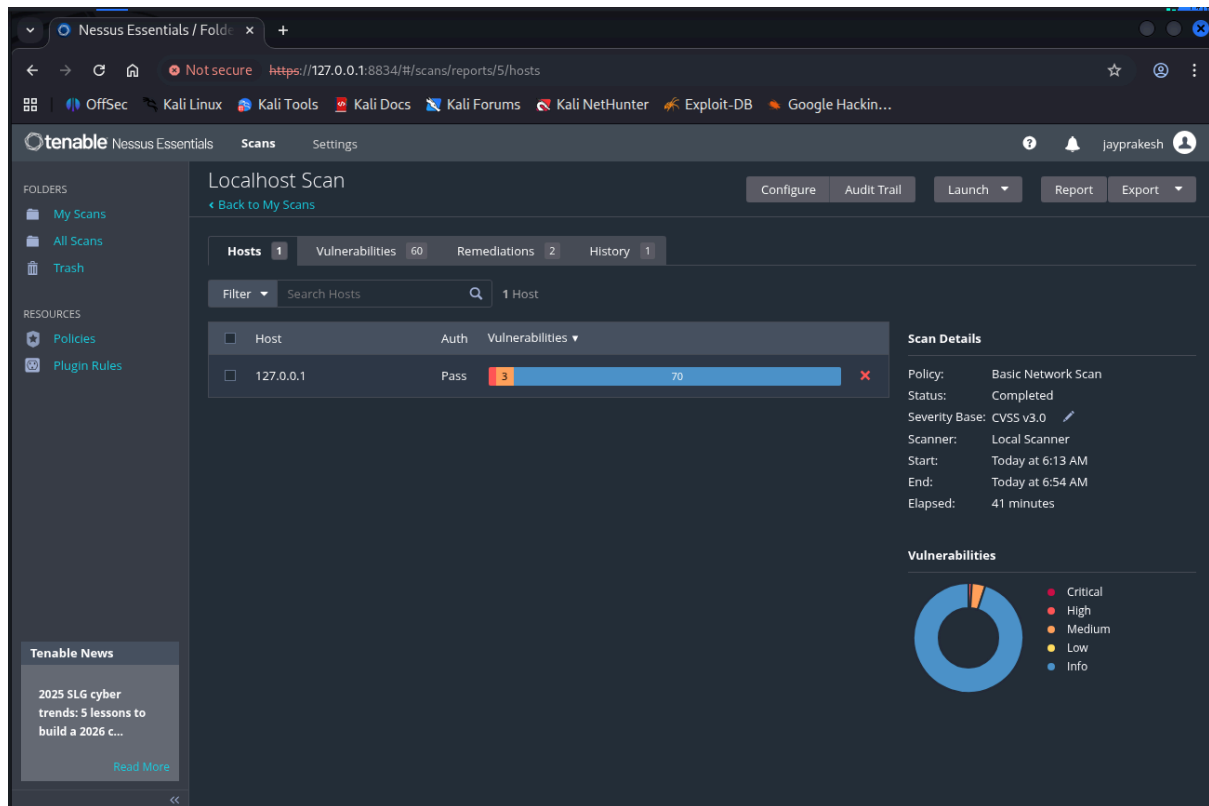 Nessus Essentials / Folde
Not secure https://127.0.0.1:8834/#/scans/reports/5/hosts
OffSec Kali Linux Kali Tools Kali Docs Kali Forums Kali NetHunter Exploit-DB Google Hackin...
tenable Nessus Essentials Scans Settings jayprakesh
FOLDERS
My Scans
All Scans
Trash
RESOURCES
Policies
Plugin Rules
Tenable News
2025 SLG cyber
trends: 5 lessons to
build a 2026 c...
Read More
Localhost Scan
Back to My Scans
Configure Audit Trail Launch Report Export
Hosts 1 Vulnerabilities 60 Remediations 2 History 1
Filter Search Hosts 1 Host
Host Auth Vulnerabilities
127.0.0.1 Pass 3 70
Scan Details
Policy: Basic Network Scan
Status: Completed
Severity Base: CVSS v3.0
Scanner: Local Scanner
Start: Today at 6:13 AM
End: Today at 6:54 AM
Elapsed: 41 minutes
Vulnerabilities
Critical
High
Medium
Low
Info